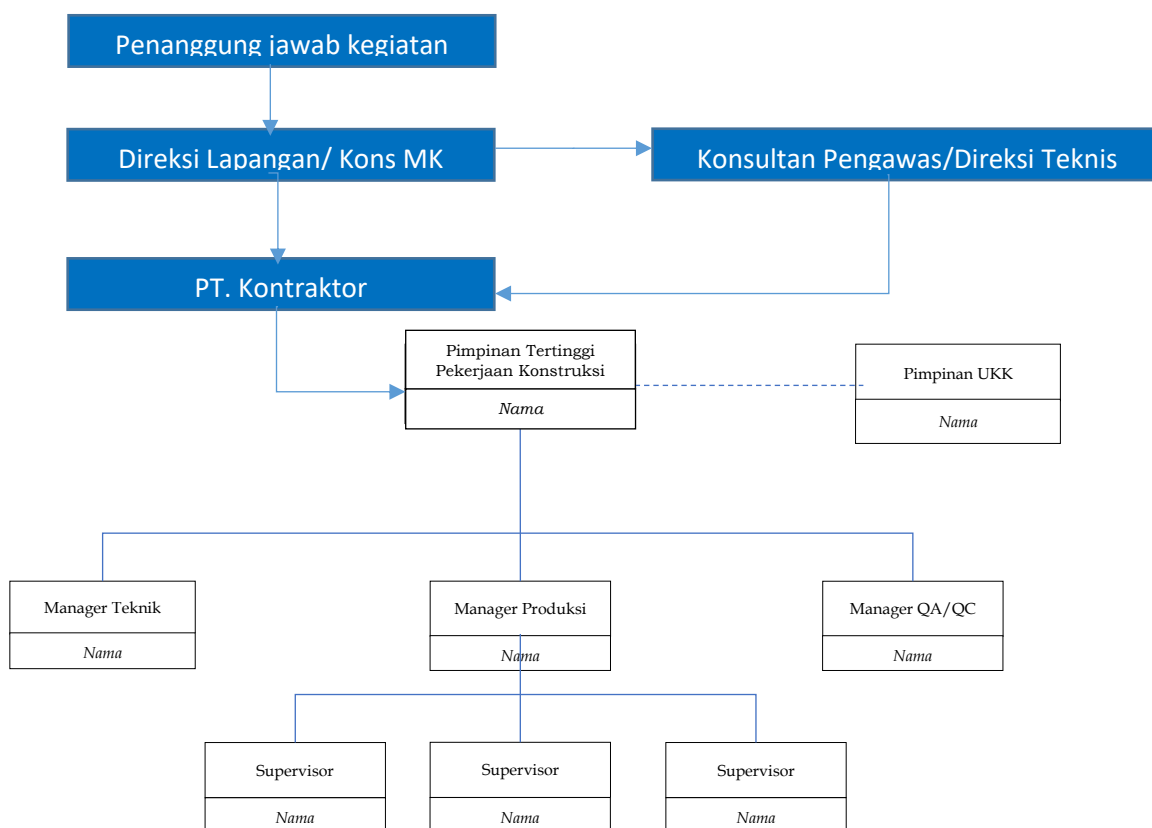 Penanggung jawab kegiatan
Direksi Lapangan/ Kons MK
Konsultan Pengawas/Direksi Teknis
PT. Kontraktor
Pimpinan Tertinggi
Pekerjaan Konstruksi
Nama
Pimpinan UKK
Nama
Manager Teknik
Nama
Manager Produksi
Nama
Manager QA/QC
Nama
Supervisor
Nama
Supervisor
Nama
Supervisor
Nama